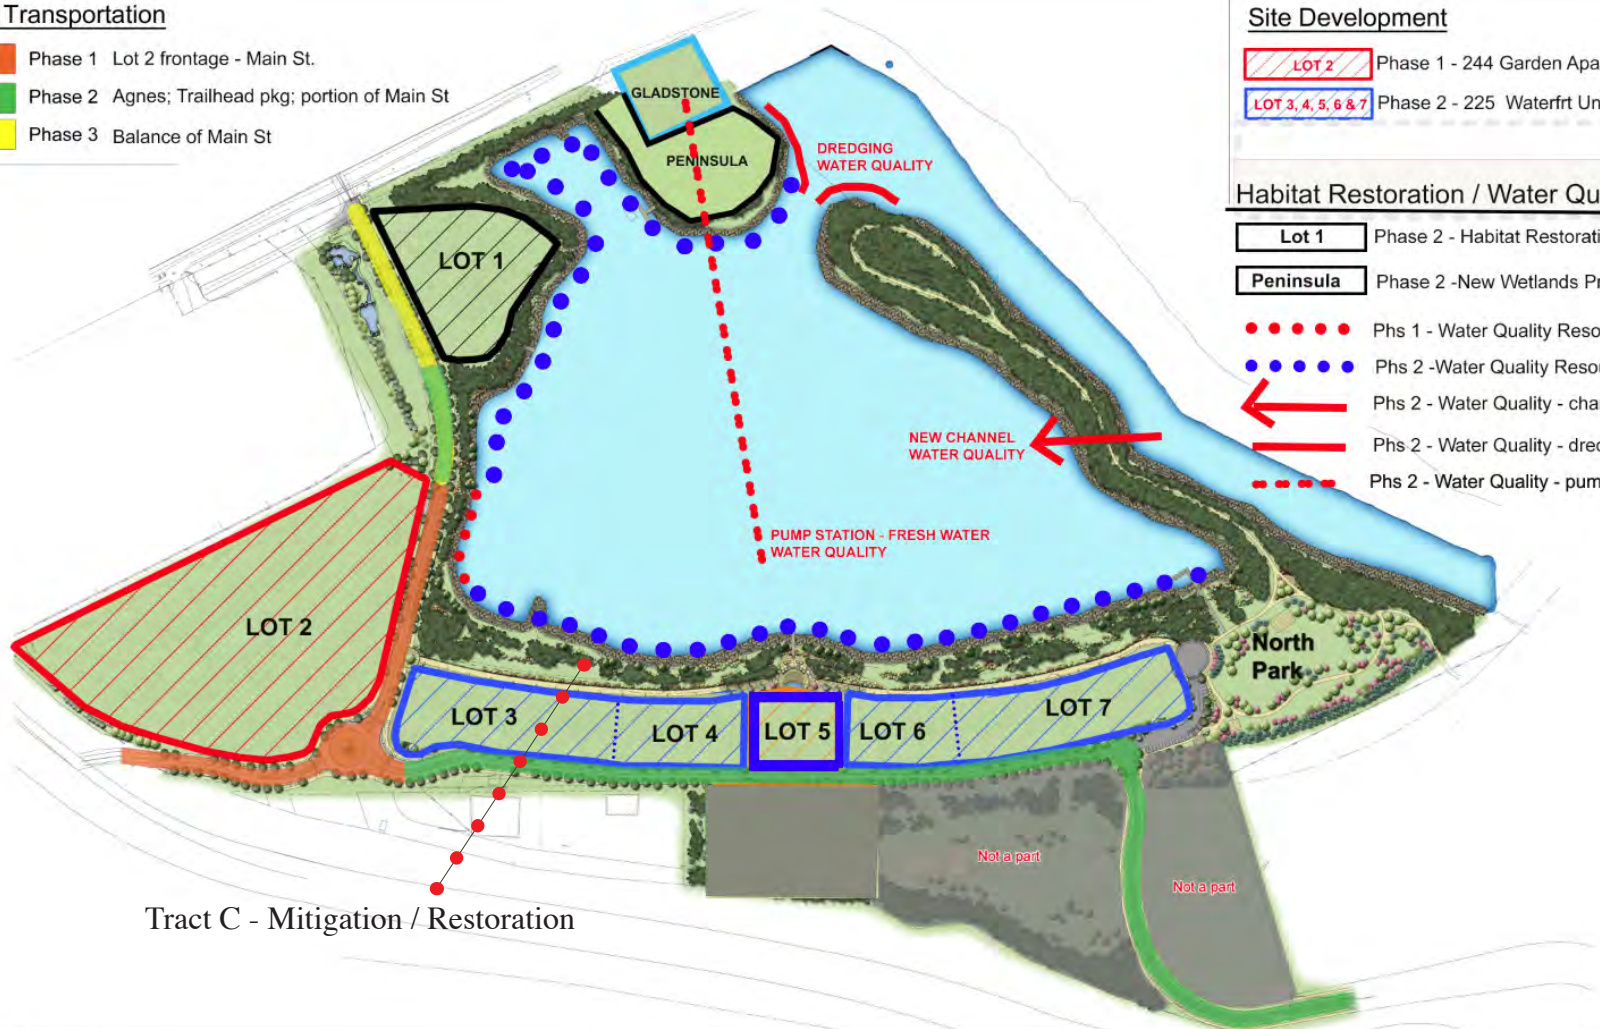 Transportation
Phase 1 Lot 2 frontage - Main St.
Phase 2 Agnes; Trailhead pkg; portion of Main St
Phase 3 Balance of Main St
Site Development
LOT 2 Phase 1 - 244 Garden Apa
LOT 3, 4, 5, 6 & 7 Phase 2 - 225 Waterfrt Un
Habitat Restoration / Water Qu
Lot 1 Phase 2 - Habitat Restorati
Peninsula Phase 2 -New Wetlands Pr
Phs 1 - Water Quality Reso
Phs 2 -Water Quality Resou
Phs 2 - Water Quality - cha
Phs 2 - Water Quality - dred
Phs 2 - Water Quality - pum
GLADSTONE
PENINSULA
DREDGING
WATER QUALITY
LOT 1
NEW CHANNEL
WATER QUALITY
PUMP STATION - FRESH WATER
WATER QUALITY
LOT 2
North
Park
LOT 3
LOT 4
LOT 5
LOT 6
LOT 7
Not a part
Not a part
Tract C - Mitigation / Restoration